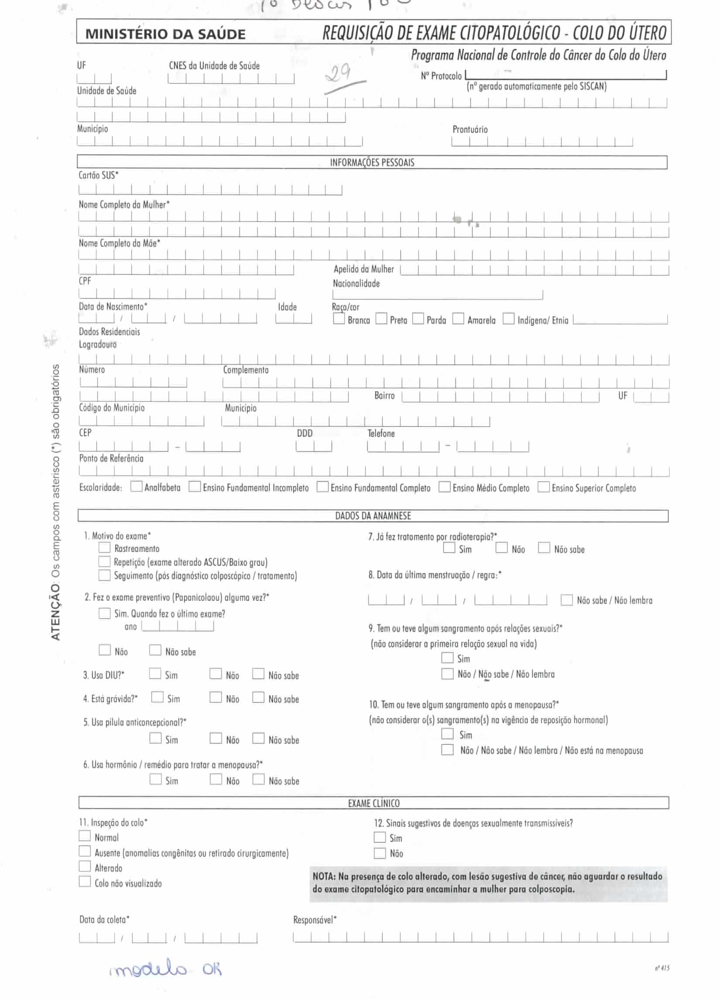 MINISTÉRIO DA SAÚDE
REQUISIÇÃO DE EXAME CITOPATOLÓGICO - COLO DO ÚTERO
Programa Nacional de Controle do Câncer do Colo do Útero
UF CNES da Unidade de Saúde
29
Nº Protocolo
(nº gerado automaticamente pelo SISCAN)
Unidade de Saúde
Município Prontuário
INFORMAÇÕES PESSOAIS
Cartão SUS*
Nome Completo da Mulher*
Nome Completo da Mãe*
Apelido da Mulher
CPF Nacionalidade
Data de Nascimento* Idade Raça/cor
/ / Branca Preta Parda Amarela Indígena/ Etnia
Dados Residenciais
Logradouro
Número Complemento
Bairro UF
Código do Município Município
CEP DDD Telefone
- -
Ponto de Referência
Escolaridade: Analfabeta Ensino Fundamental Incompleto Ensino Fundamental Completo Ensino Médio Completo Ensino Superior Completo
ATENÇÃO: Os campos com asterisco (*) são obrigatórios
DADOS DA ANAMNESE
1. Motivo do exame*
Rastreamento
Repetição (exame alterado ASCUS/Baixo grau)
Seguimento (pós diagnóstico colposcópico / tratamento)
2. Fez o exame preventivo (Papanicolaou) alguma vez?*
Sim. Quando fez o último exame?
ano
Não Não sabe
3. Usa DIU?* Sim Não Não sabe
4. Está grávida?* Sim Não Não sabe
5. Usa pílula anticoncepcional?*
Sim Não Não sabe
6. Usa hormônio / remédio para tratar a menopausa?*
Sim Não Não sabe
7. Já fez tratamento por radioterapia?*
Sim Não Não sabe
8. Data da última menstruação / regra:*
/ / Não sabe / Não lembra
9. Tem ou teve algum sangramento após relações sexuais?*
(não considerar a primeira relação sexual na vida)
Sim
Não / Não sabe / Não lembra
10. Tem ou teve algum sangramento após a menopausa?*
(não considerar o(s) sangramento(s) na vigência de reposição hormonal)
Sim
Não / Não sabe / Não lembra / Não está na menopausa
EXAME CLÍNICO
11. Inspeção do colo*
Normal
Ausente (anomalias congênitas ou retirado cirurgicamente)
Alterado
Colo não visualizado
12. Sinais sugestivos de doenças sexualmente transmissíveis?
Sim
Não
NOTA: Na presença de colo alterado, com lesão sugestiva de câncer, não aguardar o resultado
do exame citopatológico para encaminhar a mulher para colposcopia.
Data da coleta* Responsável*
/ /
modelo OK
nº 415